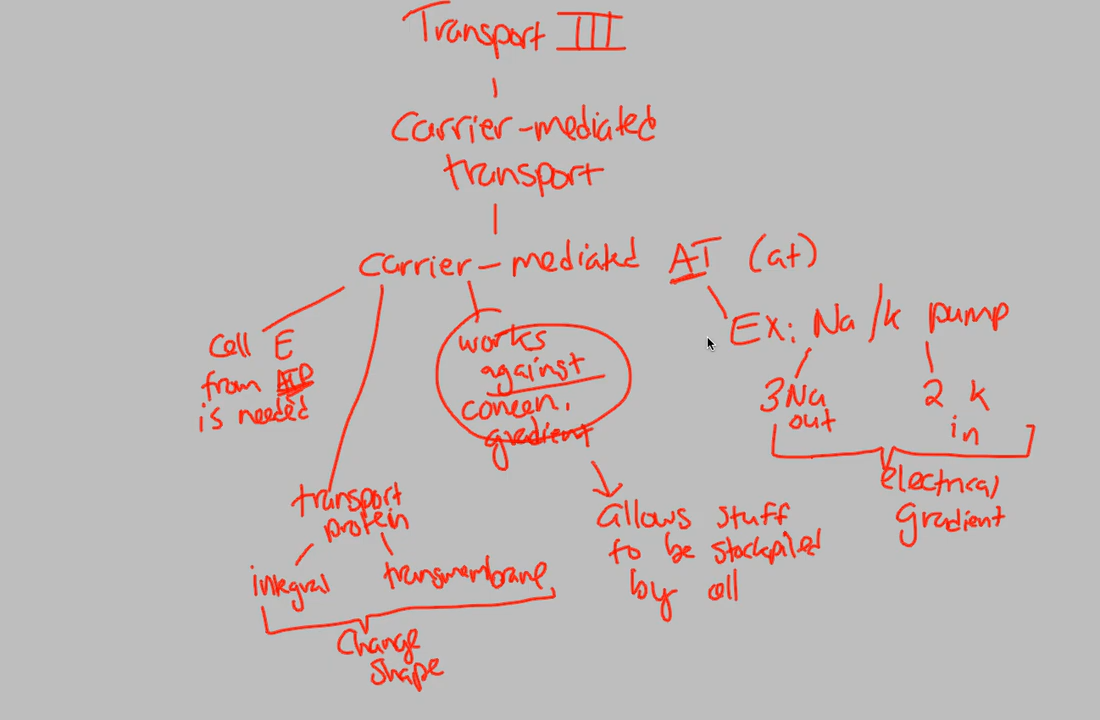 Transport III
Carrier-mediated
transport
Carrier-mediated AT (at)
Cell E
from ATP
is needed
works
against
concen.
gradient
Ex: Na/k pump
3Na
out
2 k
in
electrical
gradient
transport
protein
integral
transmembrane
Change
Shape
allows stuff
to be stockpiled
by cell